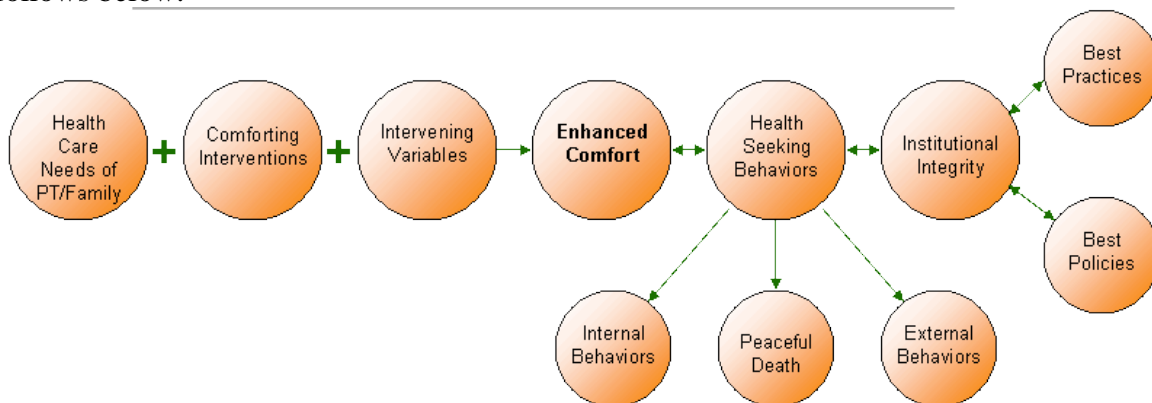 Health
Care
Needs of
PT/Family
+
Comforting
Interventions
+
Intervening
Variables
Enhanced
Comfort
Health
Seeking
Behaviors
Institutional
Integrity
Best
Practices
Best
Policies
Internal
Behaviors
Peaceful
Death
External
Behaviors